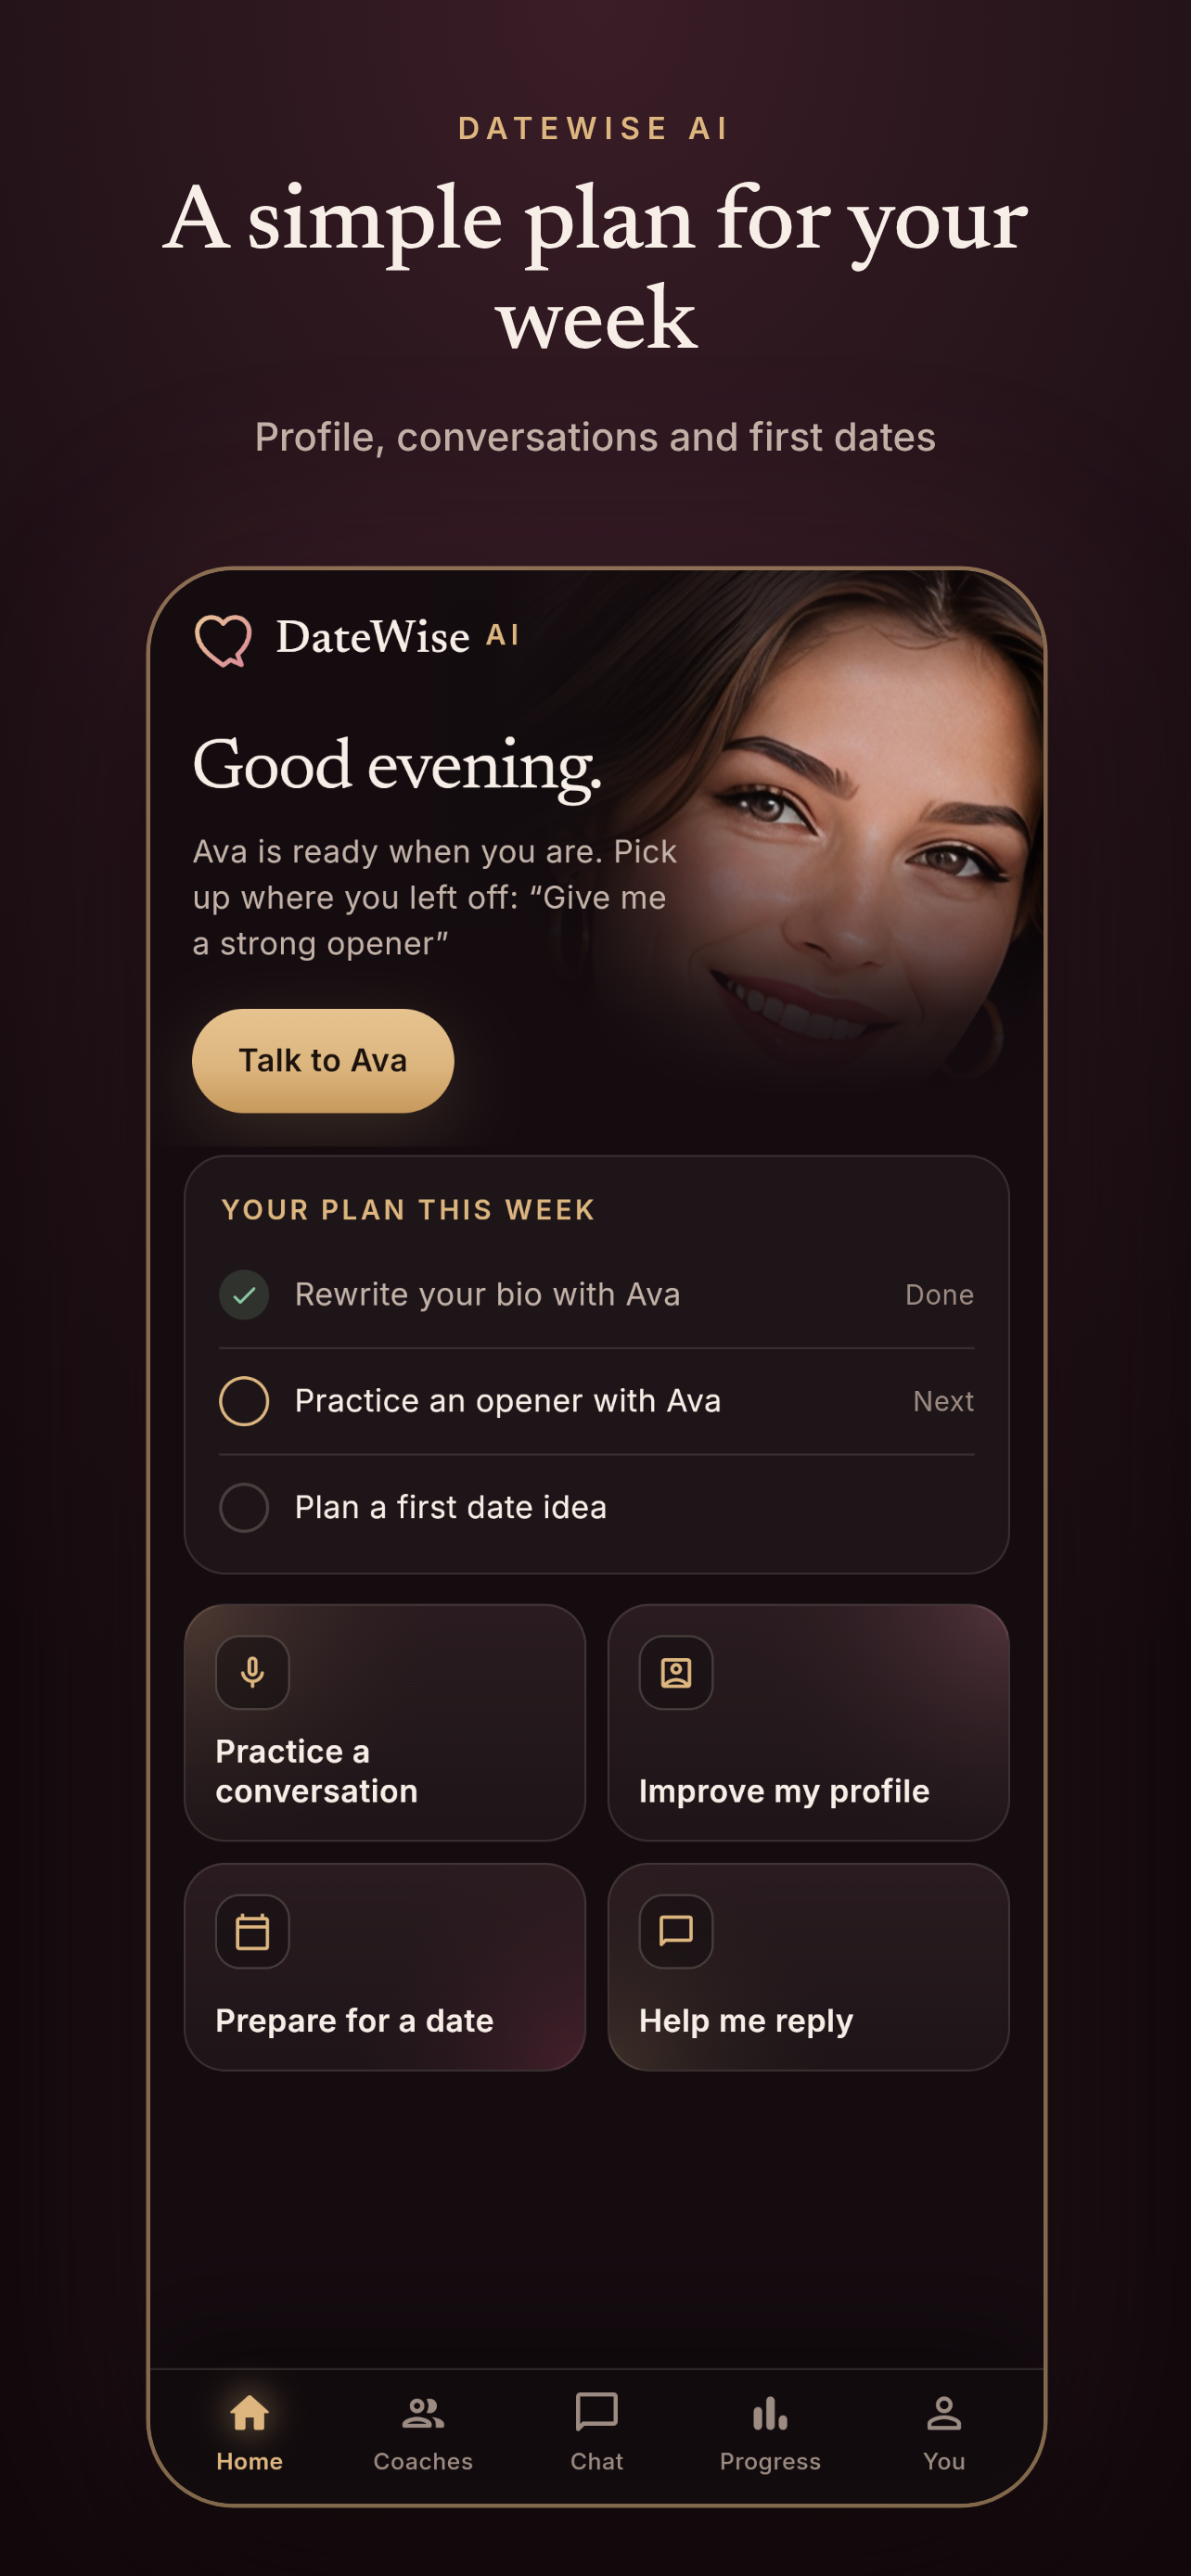 DATEWISE AI
A simple plan for your
week
Profile, conversations and first dates
DateWise AI
Good evening.
Ava is ready when you are. Pick
up where you left off: “Give me
a strong opener”
Talk to Ava
YOUR PLAN THIS WEEK
Rewrite your bio with Ava Done
Practice an opener with Ava Next
Plan a first date idea
Practice a
conversation
Improve my profile
Prepare for a date
Help me reply
Home Coaches Chat Progress You